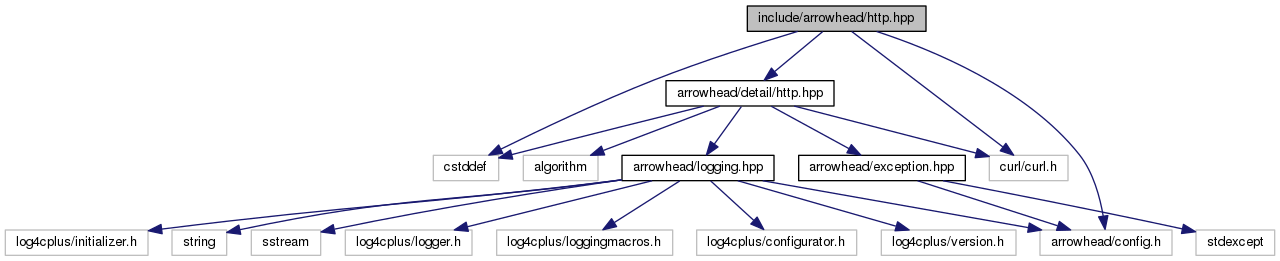 include/arrowhead/http.hpp
arrowhead/detail/http.hpp
cstddef
algorithm
arrowhead/logging.hpp
arrowhead/exception.hpp
curl/curl.h
log4cplus/initializer.h
string
sstream
log4cplus/logger.h
log4cplus/loggingmacros.h
log4cplus/configurator.h
log4cplus/version.h
arrowhead/config.h
stdexcept